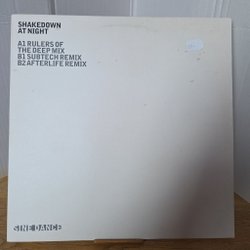 SHAKEDOWN
AT NIGHT
A1 RULERS OF
THE DEEP MIX
B1 SUBTECH REMIX
B2 AFTERLIFE REMIX
SINE DANCE